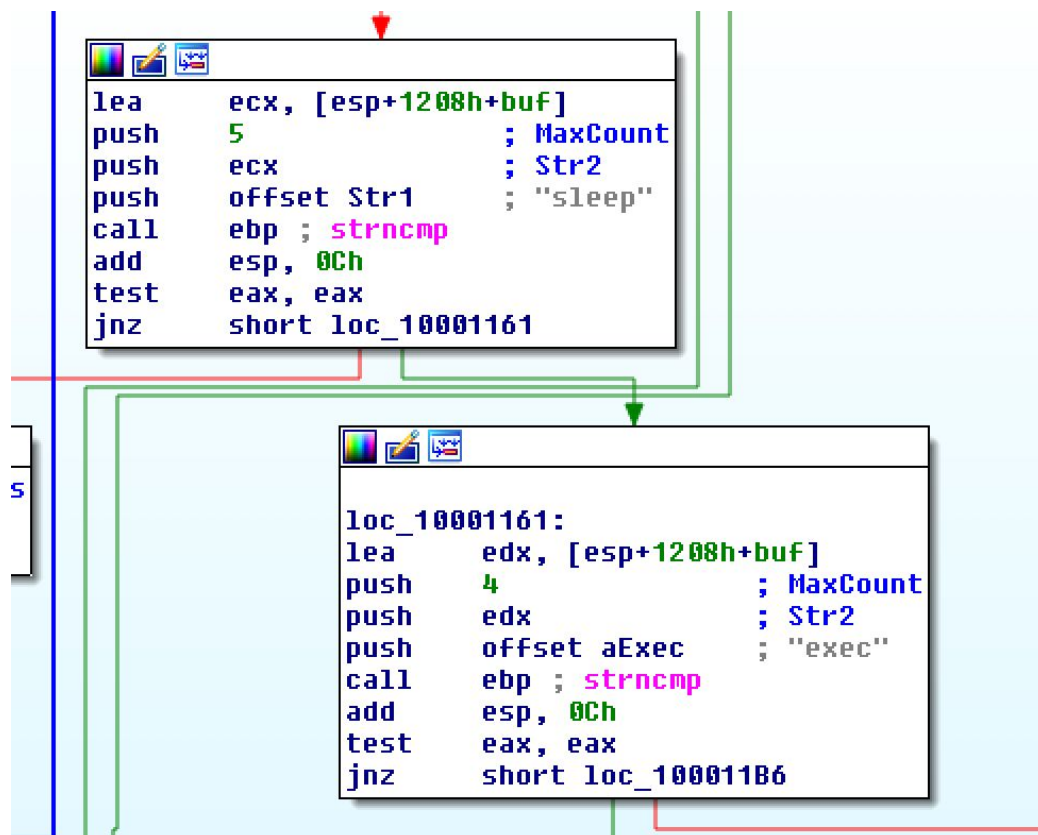 lea ecx, [esp+1208h+buf]
push 5 ; MaxCount
push ecx ; Str2
push offset Str1 ; "sleep"
call ebp ; strncmp
add esp, 0Ch
test eax, eax
jnz short loc_10001161
s
loc_10001161:
lea edx, [esp+1208h+buf]
push 4 ; MaxCount
push edx ; Str2
push offset aExec ; "exec"
call ebp ; strncmp
add esp, 0Ch
test eax, eax
jnz short loc_100011B6